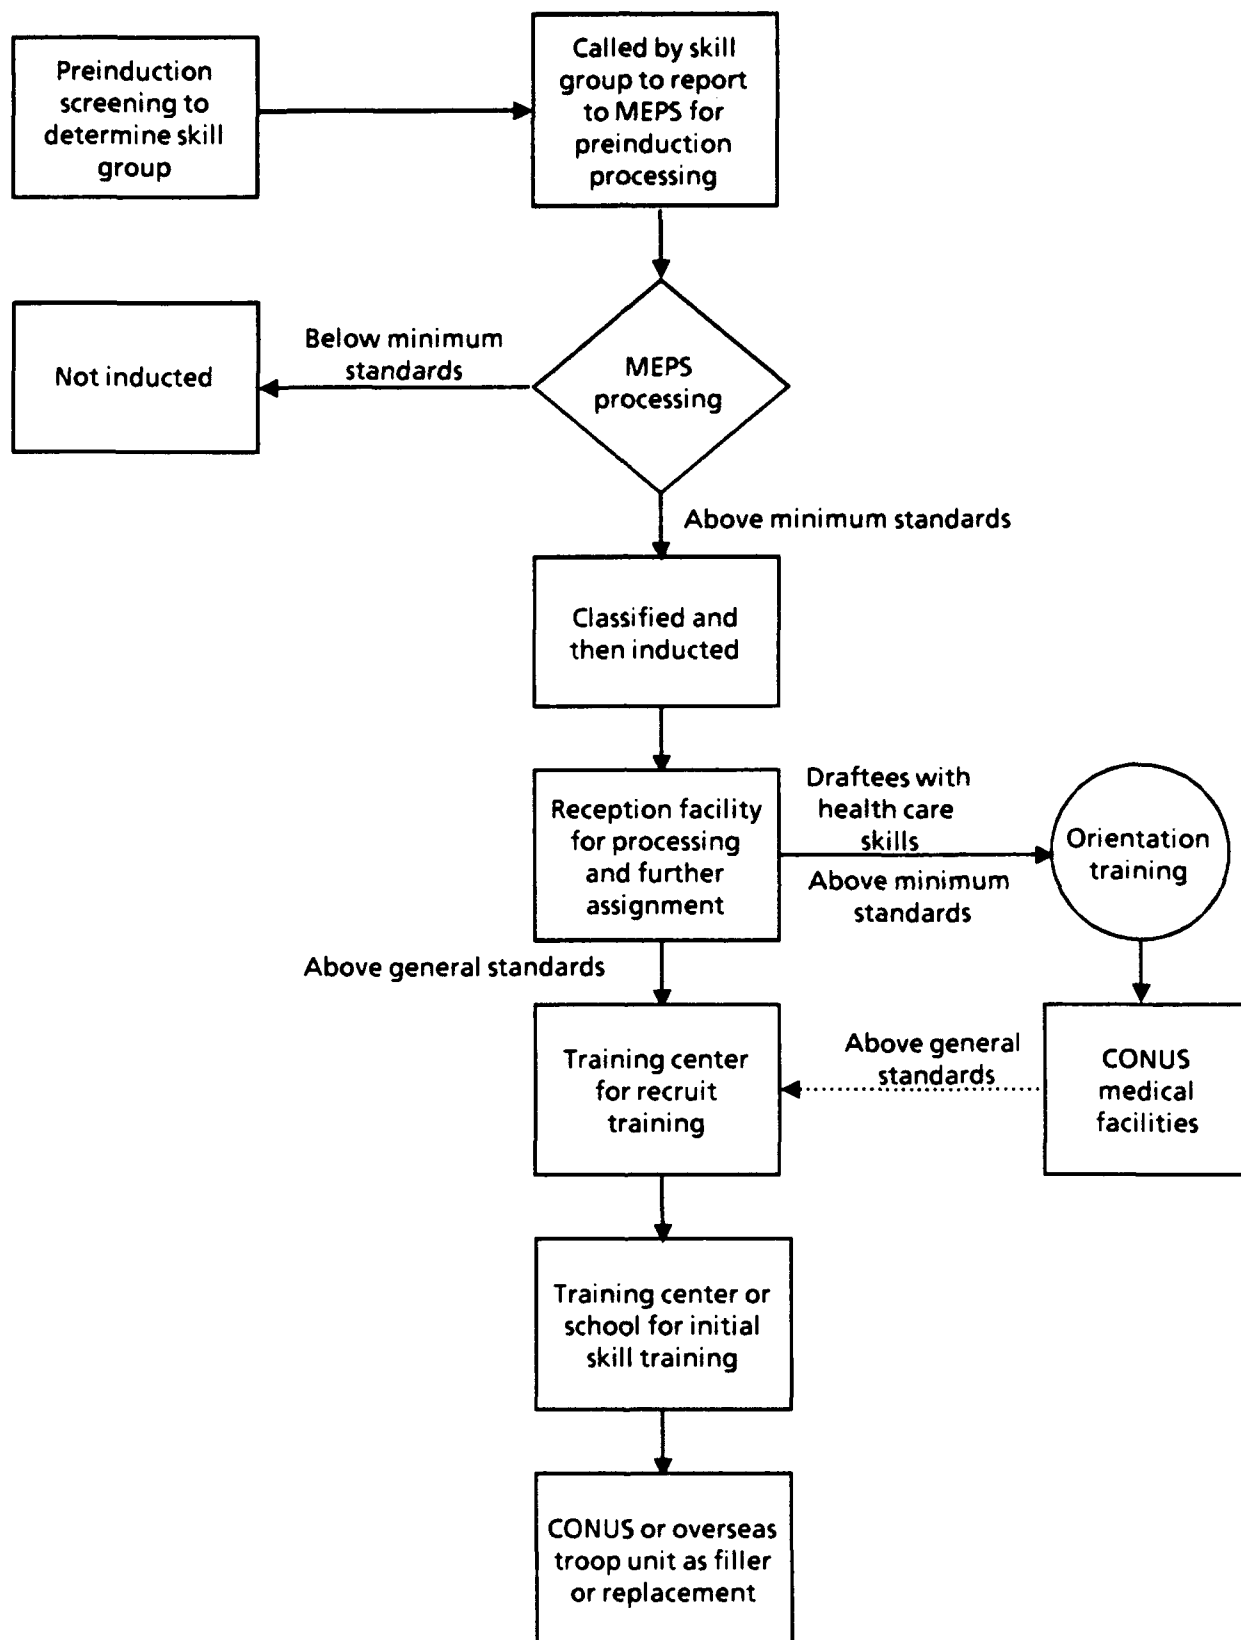 Preinduction
screening to
determine skill
group
Called by skill
group to report
to MEPS for
preinduction
processing
Not inducted
Below minimum
standards
MEPS
processing
Above minimum standards
Classified and
then inducted
Reception facility
for processing
and further
assignment
Draftees with
health care
skills
Above minimum
standards
Orientation
training
Above general standards
Training center
for recruit
training
Above general
standards
CONUS
medical
facilities
Training center or
school for initial
skill training
CONUS or overseas
troop unit as filler
or replacement